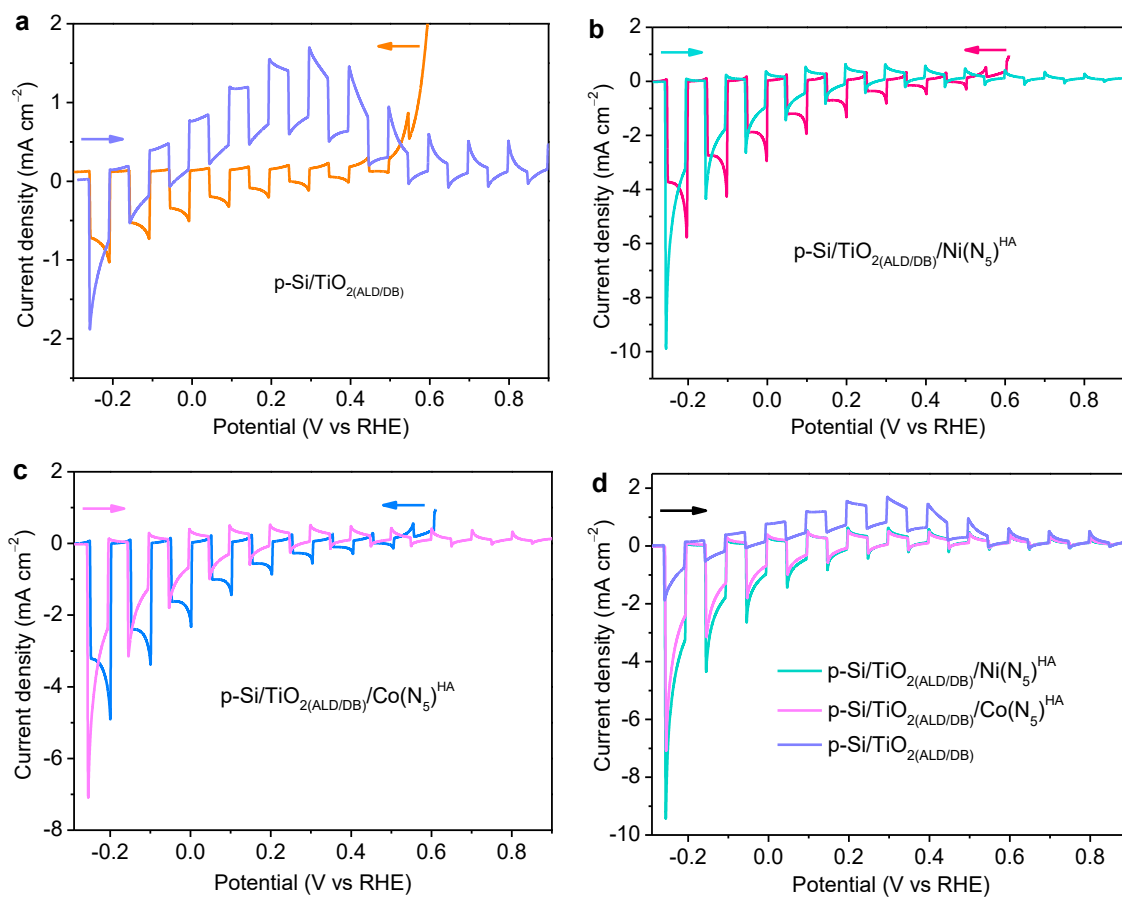 a
2
1
0
-1
-2
-0.2 0.0 0.2 0.4 0.6 0.8
Current density (mA cm⁻²)
Potential (V vs RHE)
p-Si/TiO₂(ALD/DB)
b
2
0
-2
-4
-6
-8
-10
-0.2 0.0 0.2 0.4 0.6 0.8
Current density (mA cm⁻²)
Potential (V vs RHE)
p-Si/TiO₂(ALD/DB)/Ni(N₅)ᴴᴬ
c
2
0
-2
-4
-6
-8
-0.2 0.0 0.2 0.4 0.6 0.8
Current density (mA cm⁻²)
Potential (V vs RHE)
p-Si/TiO₂(ALD/DB)/Co(N₅)ᴴᴬ
d
2
0
-2
-4
-6
-8
-10
-0.2 0.0 0.2 0.4 0.6 0.8
Current density (mA cm⁻²)
Potential (V vs RHE)
p-Si/TiO₂(ALD/DB)/Ni(N₅)ᴴᴬ
p-Si/TiO₂(ALD/DB)/Co(N₅)ᴴᴬ
p-Si/TiO₂(ALD/DB)